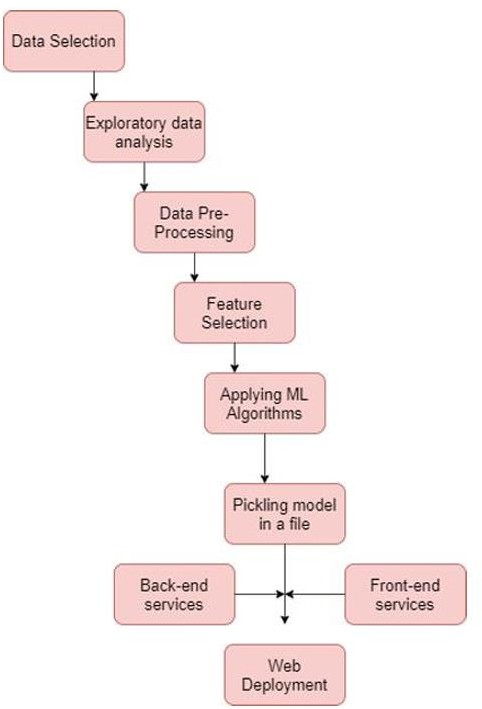 Data Selection
Exploratory data
analysis
Data Pre-
Processing
Feature
Selection
Applying ML
Algorithms
Pickling model
in a file
Back-end
services
Front-end
services
Web
Deployment